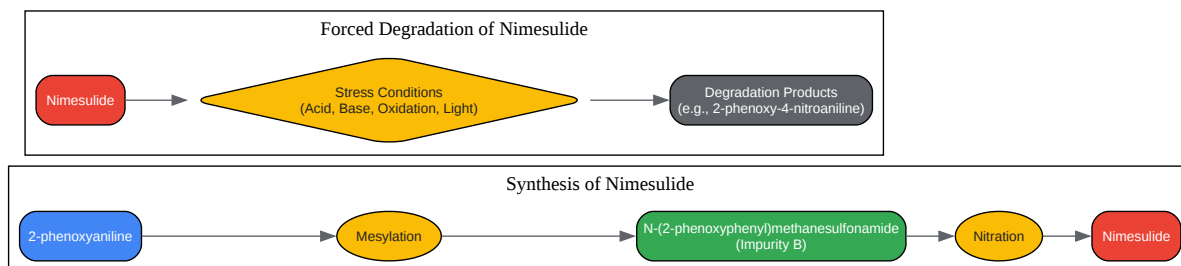 Forced Degradation of Nimesulide
Nimesulide
Stress Conditions
(Acid, Base, Oxidation, Light)
Degradation Products
(e.g., 2-phenoxy-4-nitroaniline)
Synthesis of Nimesulide
2-phenoxyaniline
Mesylation
N-(2-phenoxyphenyl)methanesulfonamide
(Impurity B)
Nitration
Nimesulide